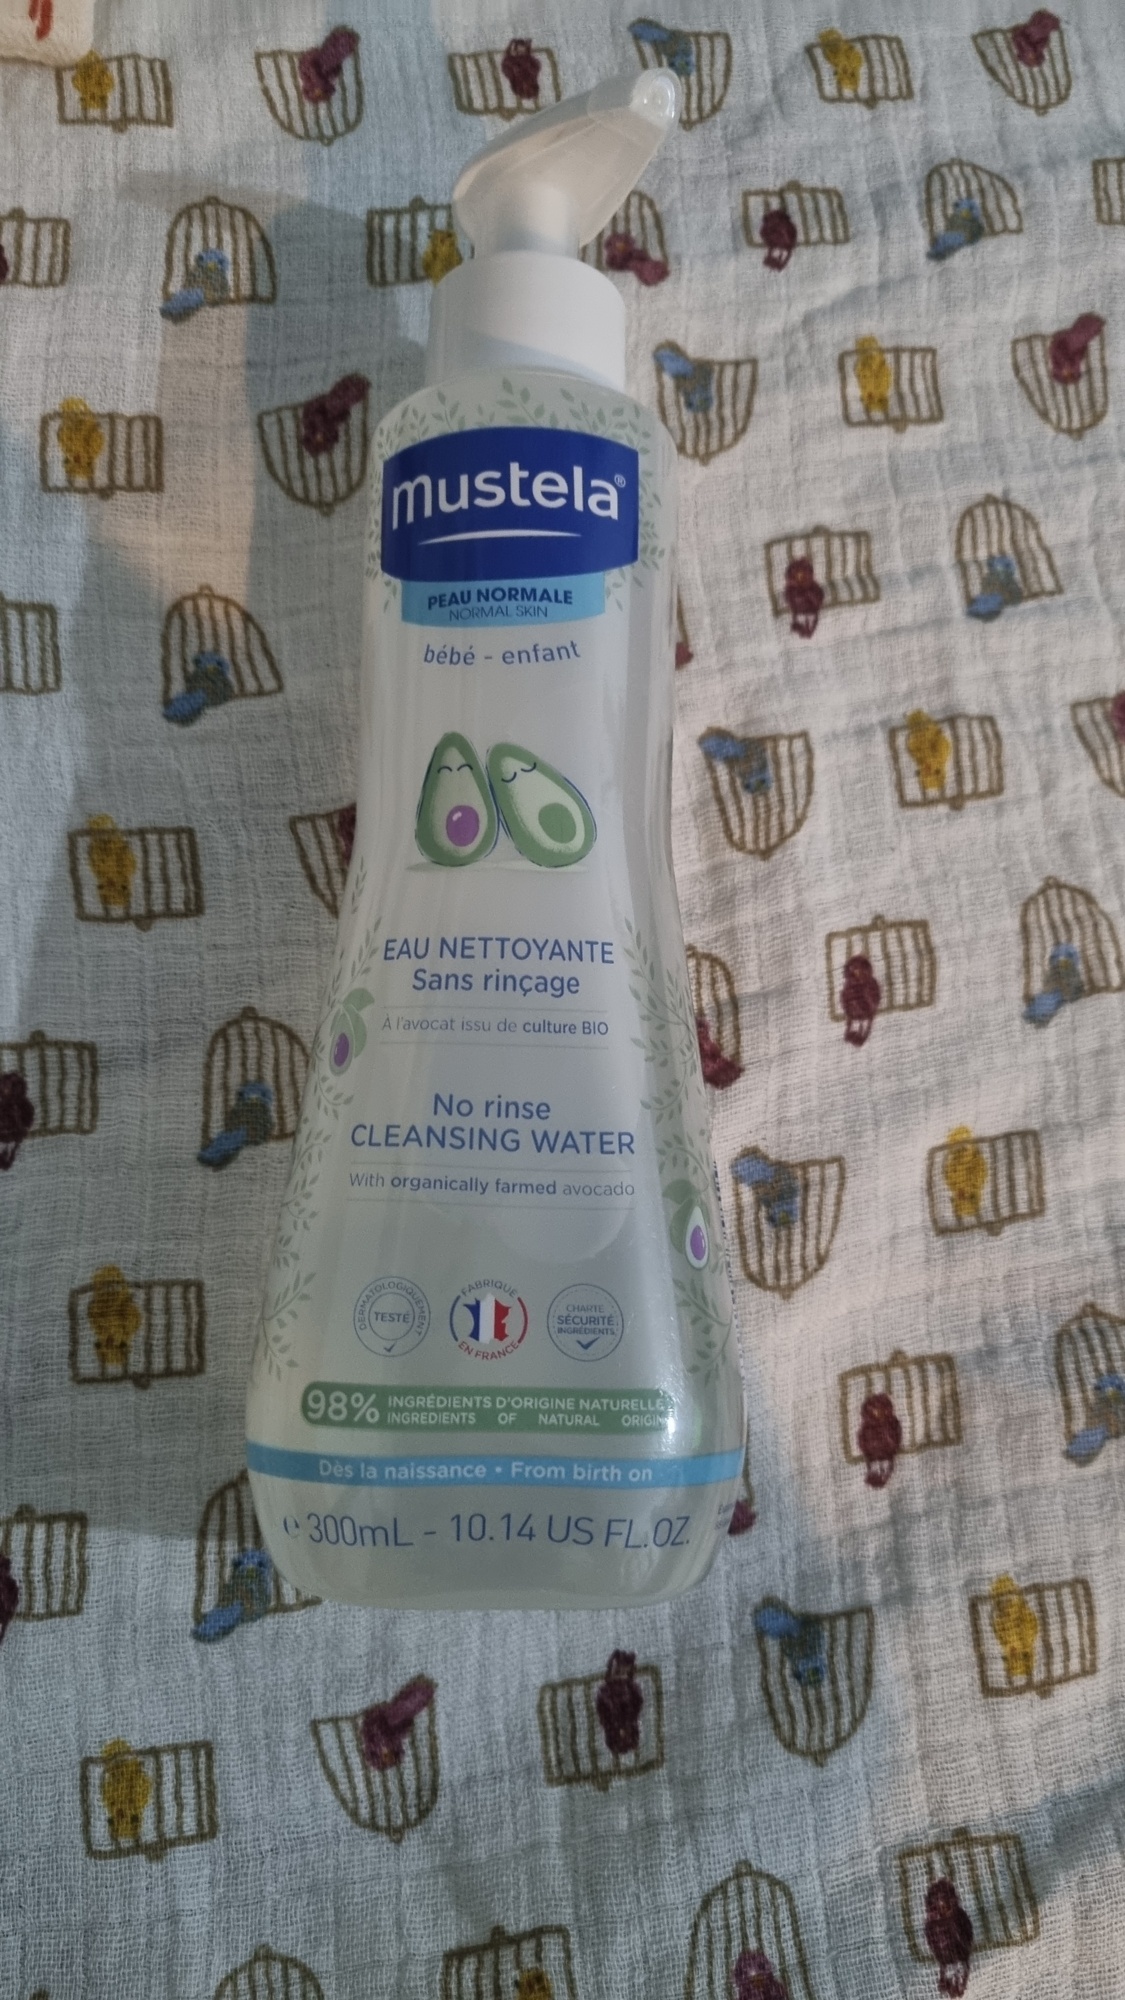 mustela®
PEAU NORMALE
NORMAL SKIN
bébé - enfant
EAU NETTOYANTE
Sans rinçage
À l'avocat issu de culture BIO
No rinse
CLEANSING WATER
With organically farmed avocado
DERMATOLOGIQUEMENT
TESTÉ
FABRIQUÉ
EN FRANCE
CHARTE
SÉCURITÉ
INGRÉDIENTS
98% INGRÉDIENTS D'ORIGINE NATURELLE
INGREDIENTS OF NATURAL ORIGIN
Dès la naissance • From birth on
e 300mL - 10.14 US FL.OZ.